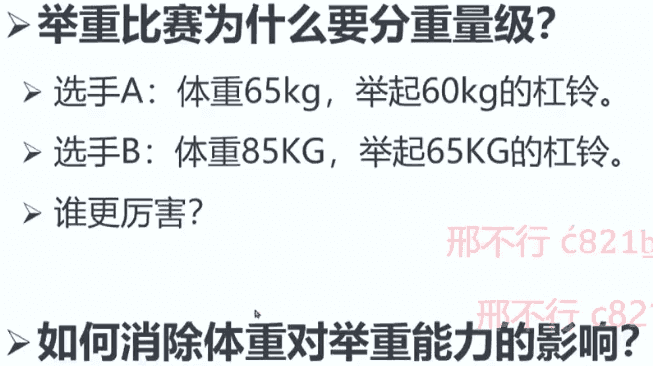 举重比赛为什么要分重量级?
选手A：体重65kg，举起60kg的杠铃。
选手B：体重85KG，举起65KG的杠铃。
谁更厉害?
邢不行
邢不行 c82
如何消除体重对举重能力的影响?